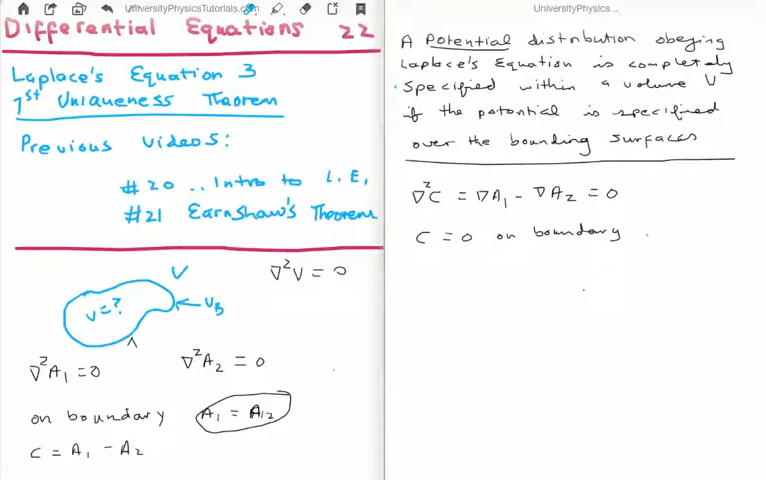 UniversityPhysicsTutorials.com
Differential Equations 22
Laplace's Equation 3
1st Uniqueness Theorem
Previous videos:
#20 .. Intro to L.E.
#21 Earnshaw's Theorem
V
∇²V = 0
V=?
V_B
∇²A₁ = 0
∇²A₂ = 0
on boundary A₁ = A₂
C = A₁ - A₂
UniversityPhysics...
A Potential distribution obeying
Laplace's Equation is completely
specified within a volume V
if the potential is specified
over the bounding surfaces
∇²C = ∇A₁ - ∇A₂ = 0
C = 0 on boundary